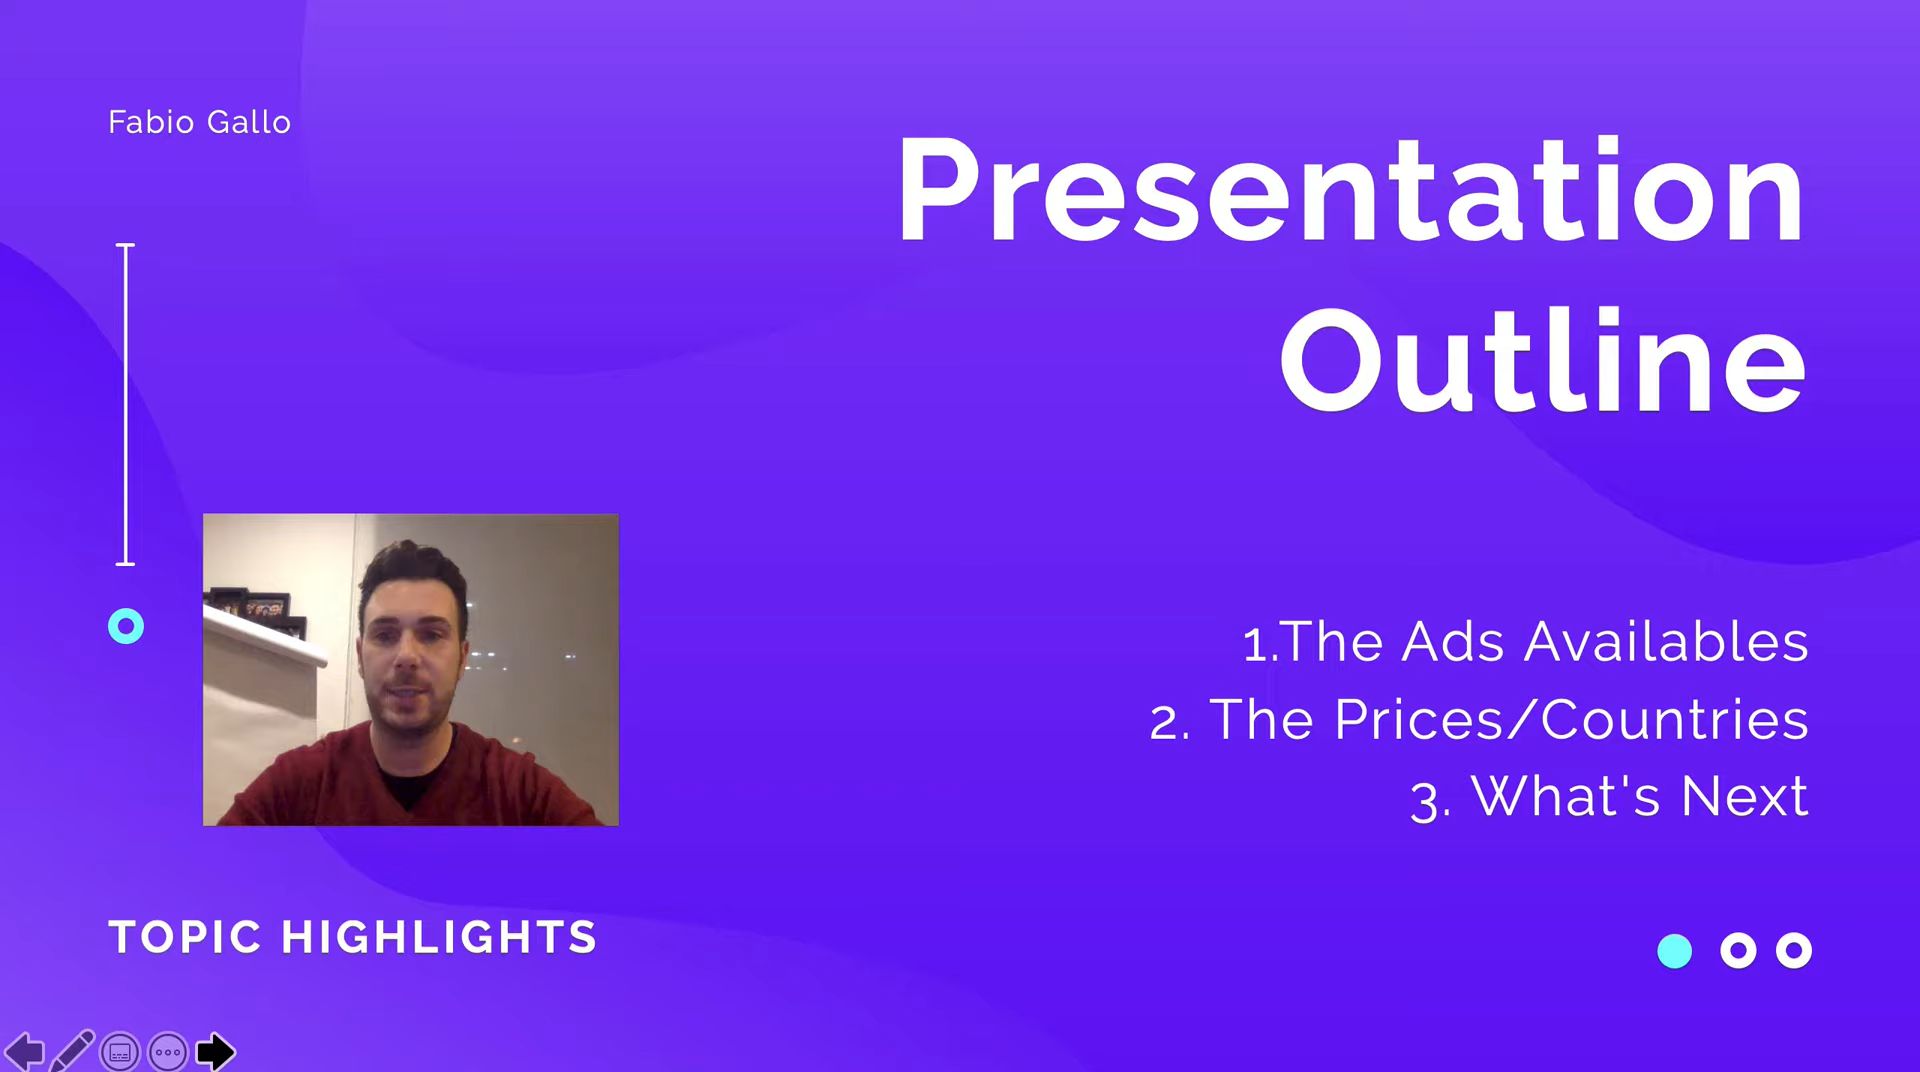 Fabio Gallo
Presentation
Outline
1.The Ads Availables
2. The Prices/Countries
3. What's Next
TOPIC HIGHLIGHTS